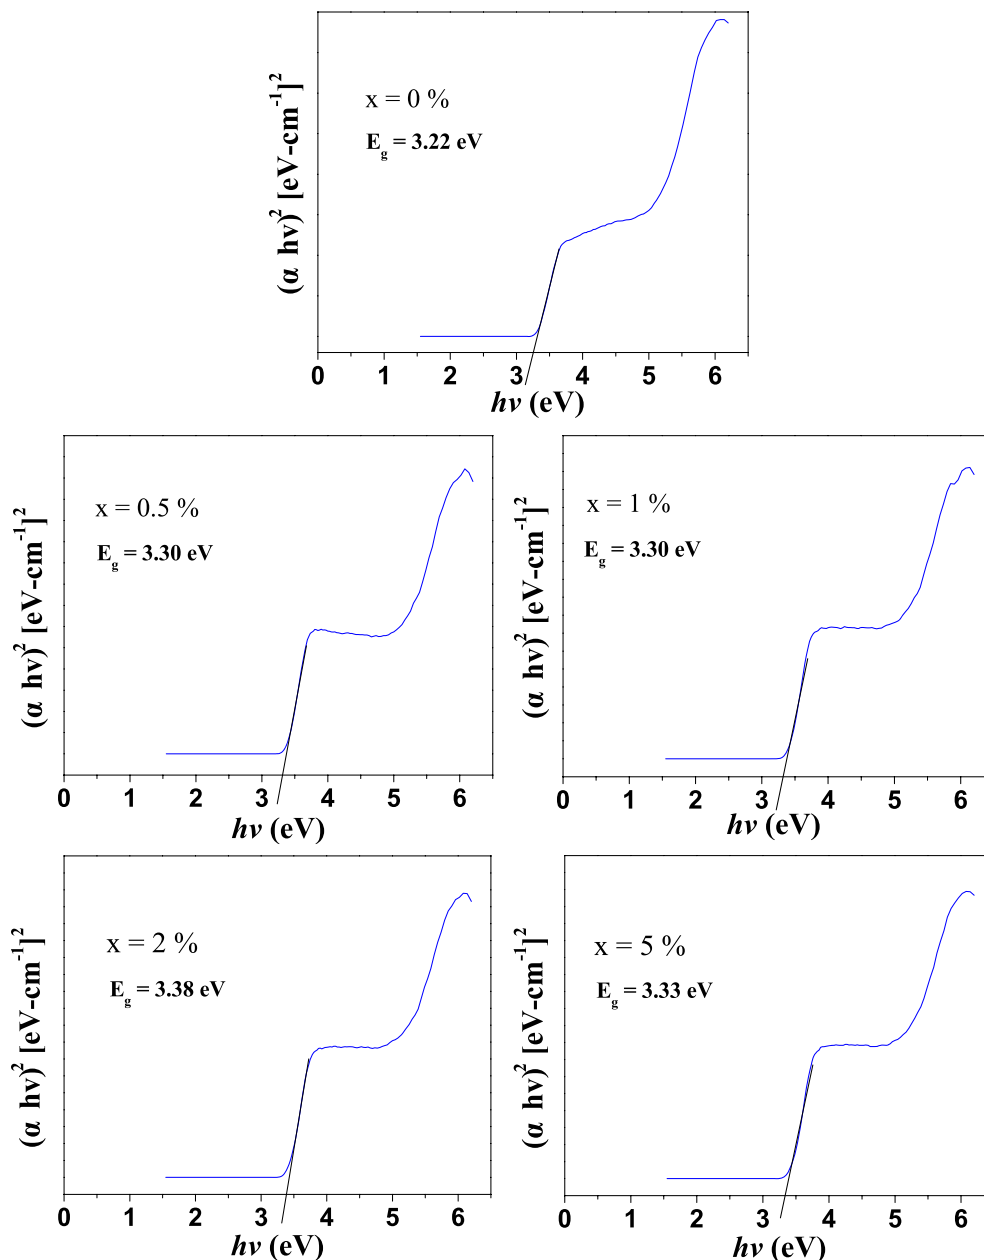 (α hν)² [eV-cm⁻¹]²
x = 0 %
E_g = 3.22 eV
0 1 2 3 4 5 6
hν (eV)
(α hν)² [eV-cm⁻¹]²
x = 0.5 %
E_g = 3.30 eV
0 1 2 3 4 5 6
hν (eV)
(α hν)² [eV-cm⁻¹]²
x = 1 %
E_g = 3.30 eV
0 1 2 3 4 5 6
hν (eV)
(α hν)² [eV-cm⁻¹]²
x = 2 %
E_g = 3.38 eV
0 1 2 3 4 5 6
hν (eV)
(α hν)² [eV-cm⁻¹]²
x = 5 %
E_g = 3.33 eV
0 1 2 3 4 5 6
hν (eV)